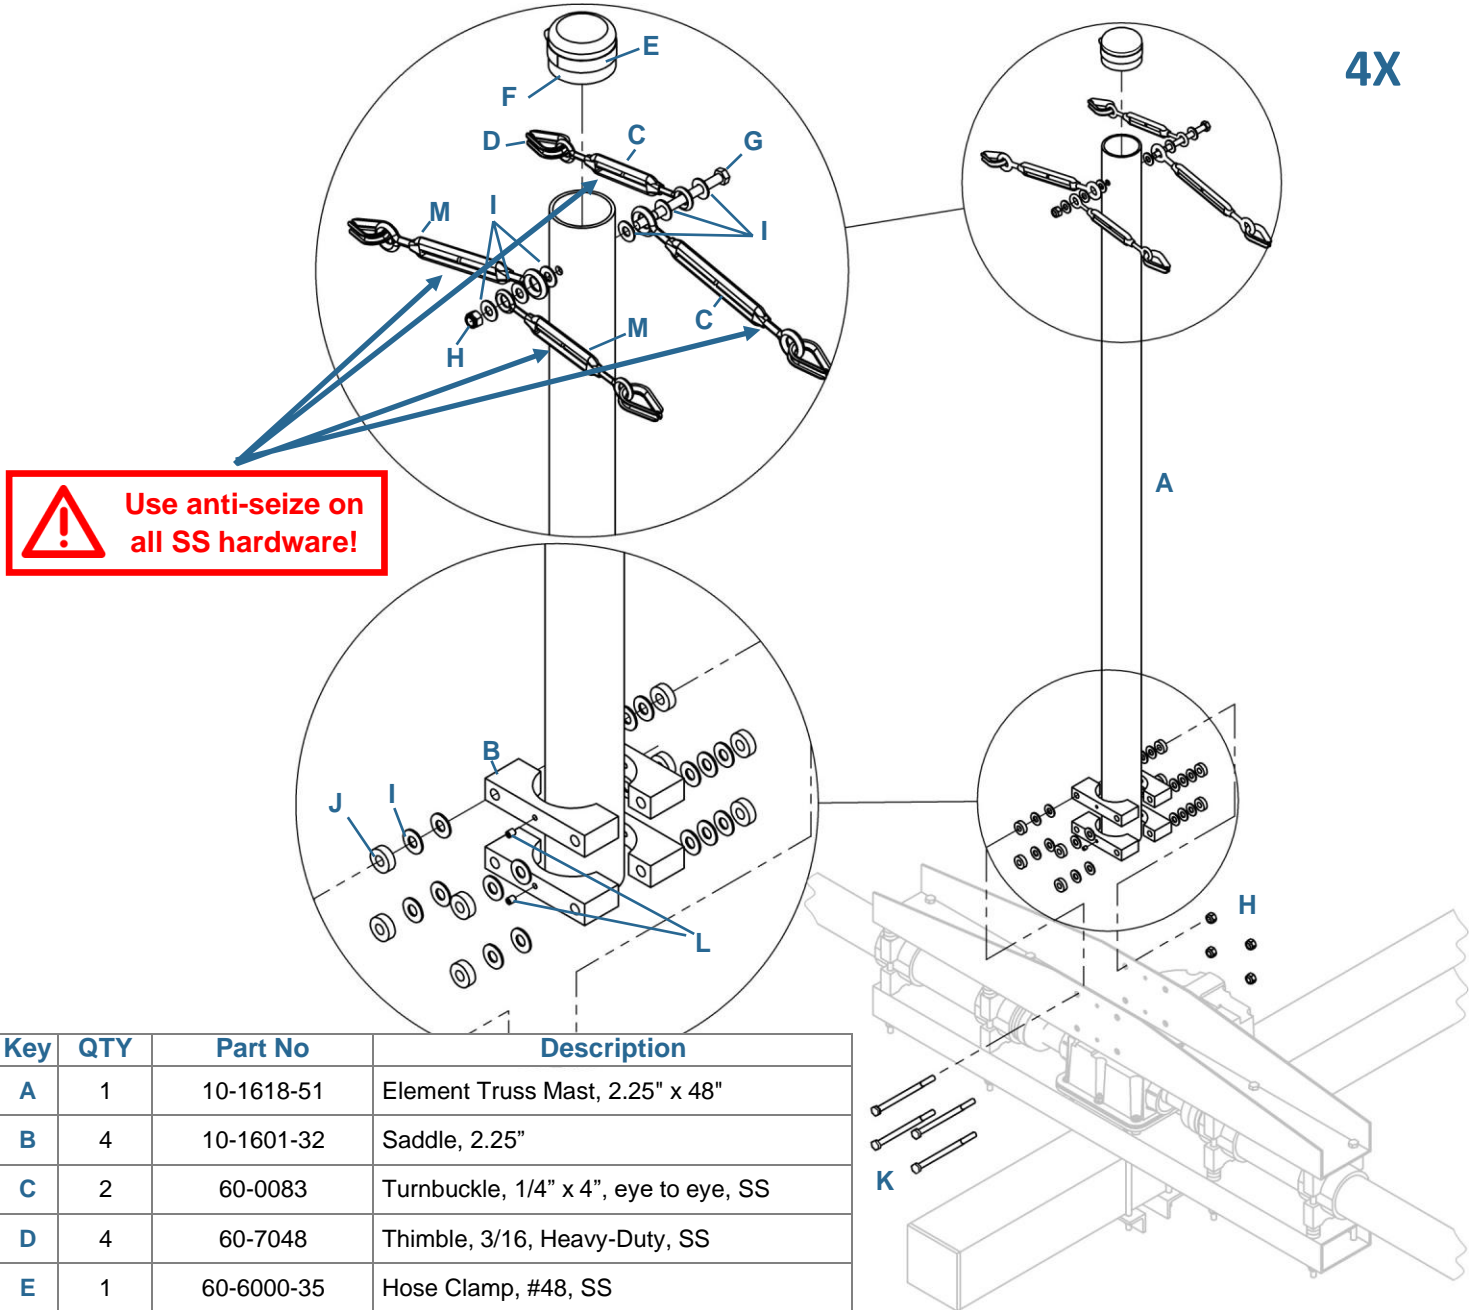 4X
E
F
D
C
G
M
I
I
C
M
H
A
Use anti-seize on
all SS hardware!
B
J
I
L
H
K
Key QTY Part No Description
A 1 10-1618-51 Element Truss Mast, 2.25" x 48"
B 4 10-1601-32 Saddle, 2.25”
C 2 60-0083 Turnbuckle, 1/4” x 4”, eye to eye, SS
D 4 60-7048 Thimble, 3/16, Heavy-Duty, SS
E 1 60-6000-35 Hose Clamp, #48, SS